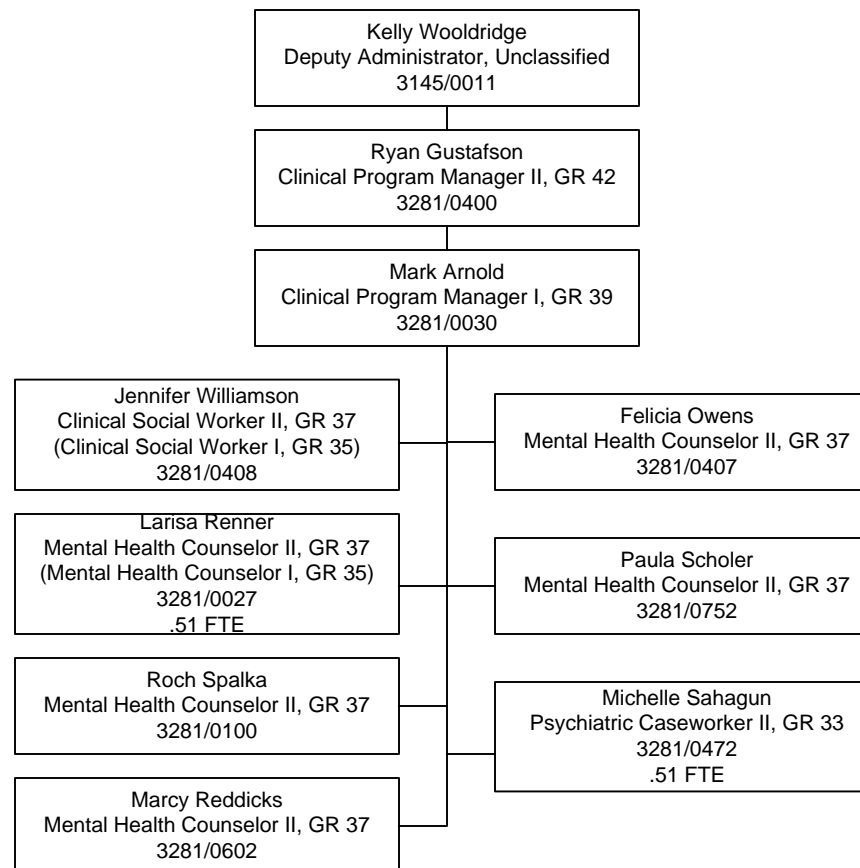 Kelly Wooldridge
Deputy Administrator, Unclassified
3145/0011
Ryan Gustafson
Clinical Program Manager II, GR 42
3281/0400
Mark Arnold
Clinical Program Manager I, GR 39
3281/0030
Jennifer Williamson
Clinical Social Worker II, GR 37
(Clinical Social Worker I, GR 35)
3281/0408
Felicia Owens
Mental Health Counselor II, GR 37
3281/0407
Larisa Renner
Mental Health Counselor II, GR 37
(Mental Health Counselor I, GR 35)
3281/0027
.51 FTE
Paula Scholer
Mental Health Counselor II, GR 37
3281/0752
Roch Spalka
Mental Health Counselor II, GR 37
3281/0100
Michelle Sahagun
Psychiatric Caseworker II, GR 33
3281/0472
.51 FTE
Marcy Reddicks
Mental Health Counselor II, GR 37
3281/0602